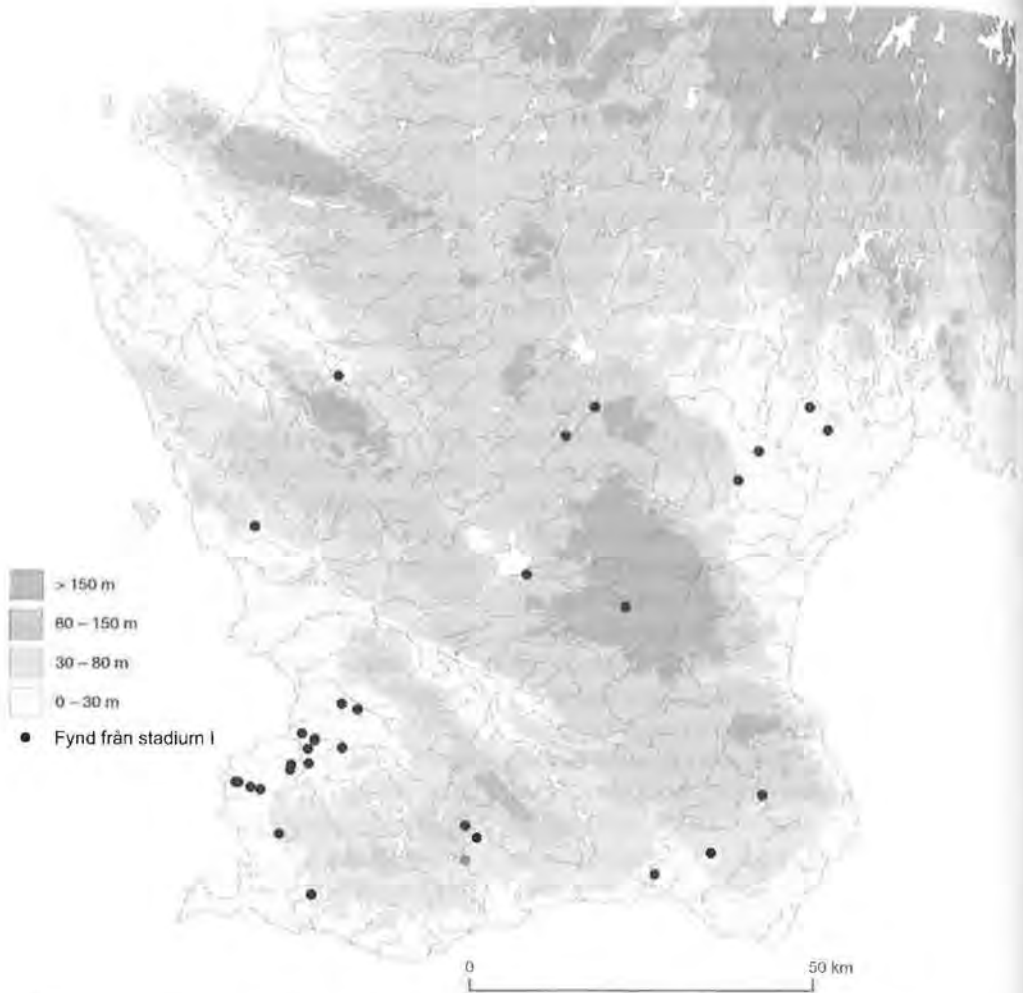 > 150 m
80 – 150 m
30 – 80 m
0 – 30 m
Fynd från stadium I
0 50 km